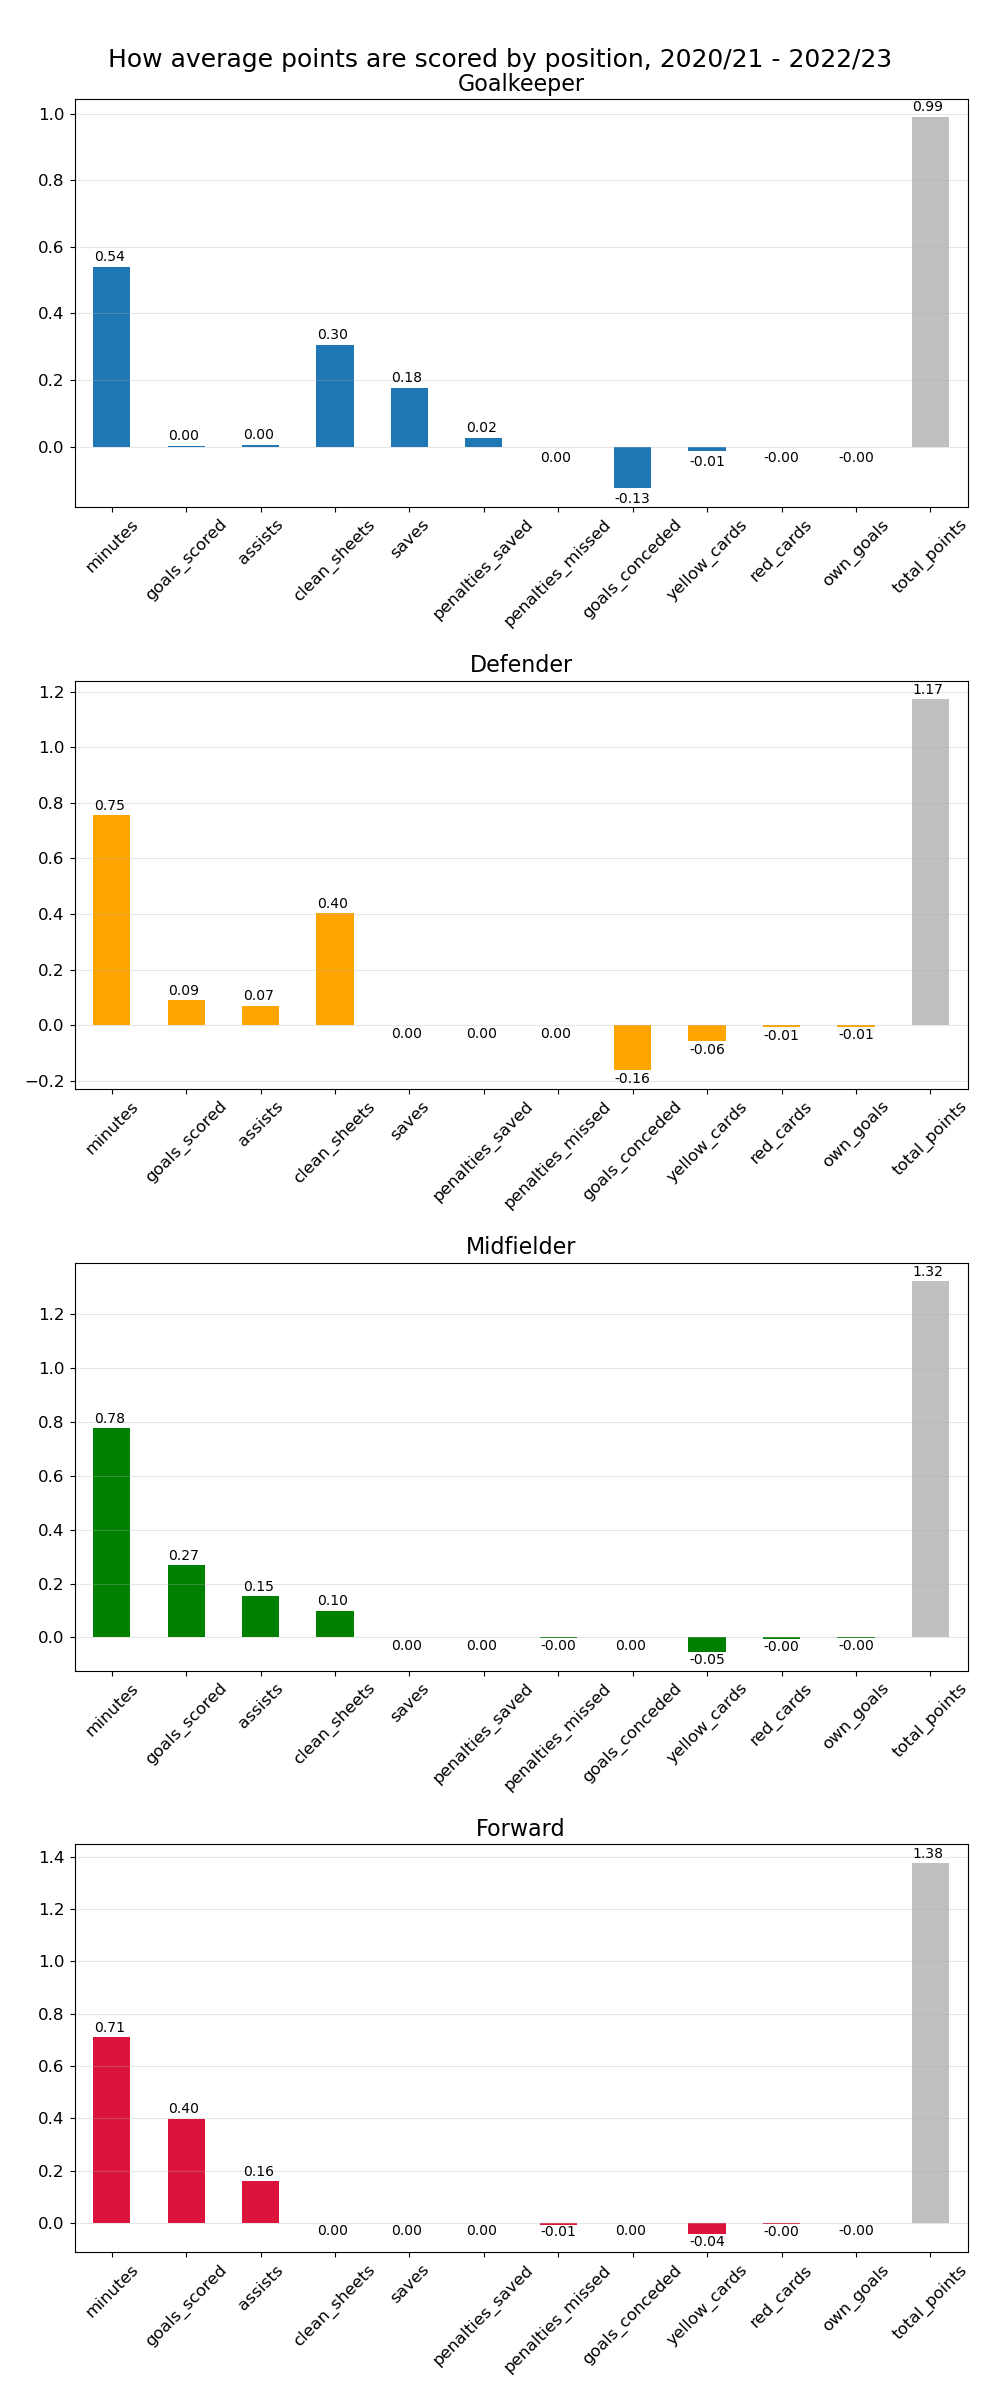 How average points are scored by position, 2020/21 - 2022/23
Goalkeeper
1.0
0.8
0.6
0.4
0.2
0.0
0.54
0.00
0.00
0.30
0.18
0.02
0.00
-0.13
-0.01
-0.00
-0.00
0.99
minutes
goals_scored
assists
clean_sheets
saves
penalties_saved
penalties_missed
goals_conceded
yellow_cards
red_cards
own_goals
total_points
Defender
1.2
1.0
0.8
0.6
0.4
0.2
0.0
−0.2
0.75
0.09
0.07
0.40
0.00
0.00
0.00
-0.16
-0.06
-0.01
-0.01
1.17
minutes
goals_scored
assists
clean_sheets
saves
penalties_saved
penalties_missed
goals_conceded
yellow_cards
red_cards
own_goals
total_points
Midfielder
1.2
1.0
0.8
0.6
0.4
0.2
0.0
0.78
0.27
0.15
0.10
0.00
0.00
-0.00
0.00
-0.05
-0.00
-0.00
1.32
minutes
goals_scored
assists
clean_sheets
saves
penalties_saved
penalties_missed
goals_conceded
yellow_cards
red_cards
own_goals
total_points
Forward
1.4
1.2
1.0
0.8
0.6
0.4
0.2
0.0
0.71
0.40
0.16
0.00
0.00
0.00
-0.01
0.00
-0.04
-0.00
-0.00
1.38
minutes
goals_scored
assists
clean_sheets
saves
penalties_saved
penalties_missed
goals_conceded
yellow_cards
red_cards
own_goals
total_points